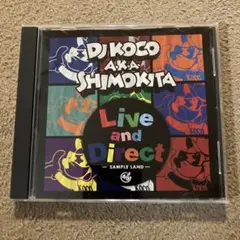 DJ KOCO
A.K.A.
SHIMOKITA
Live
and
Direct
— SAMPLE LAND —